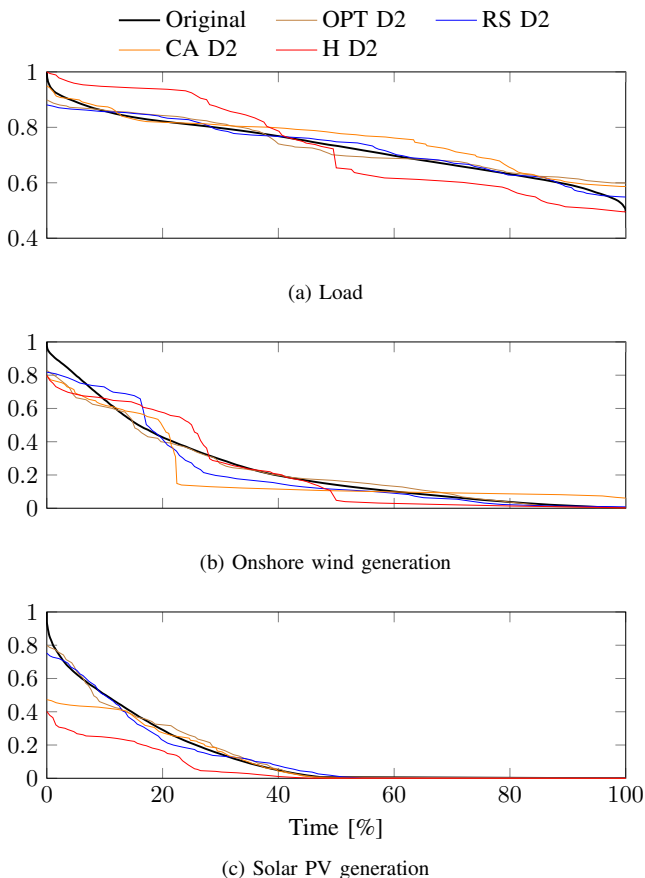 Original OPT D2 RS D2
CA D2 H D2
1
0.8
0.6
0.4
(a) Load
1
0.8
0.6
0.4
0.2
0
(b) Onshore wind generation
1
0.8
0.6
0.4
0.2
0
0 20 40 60 80 100
Time [%]
(c) Solar PV generation